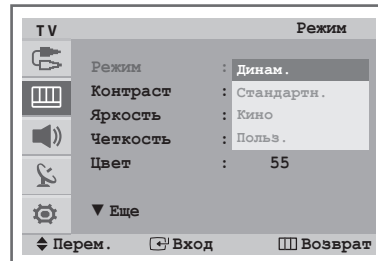 TV Режим
Режим : Динам.
Контраст : Стандартн.
Яркость : Кино
Четкость : Польз.
Цвет : 55
▼ Еще
Перем. Вход Возврат